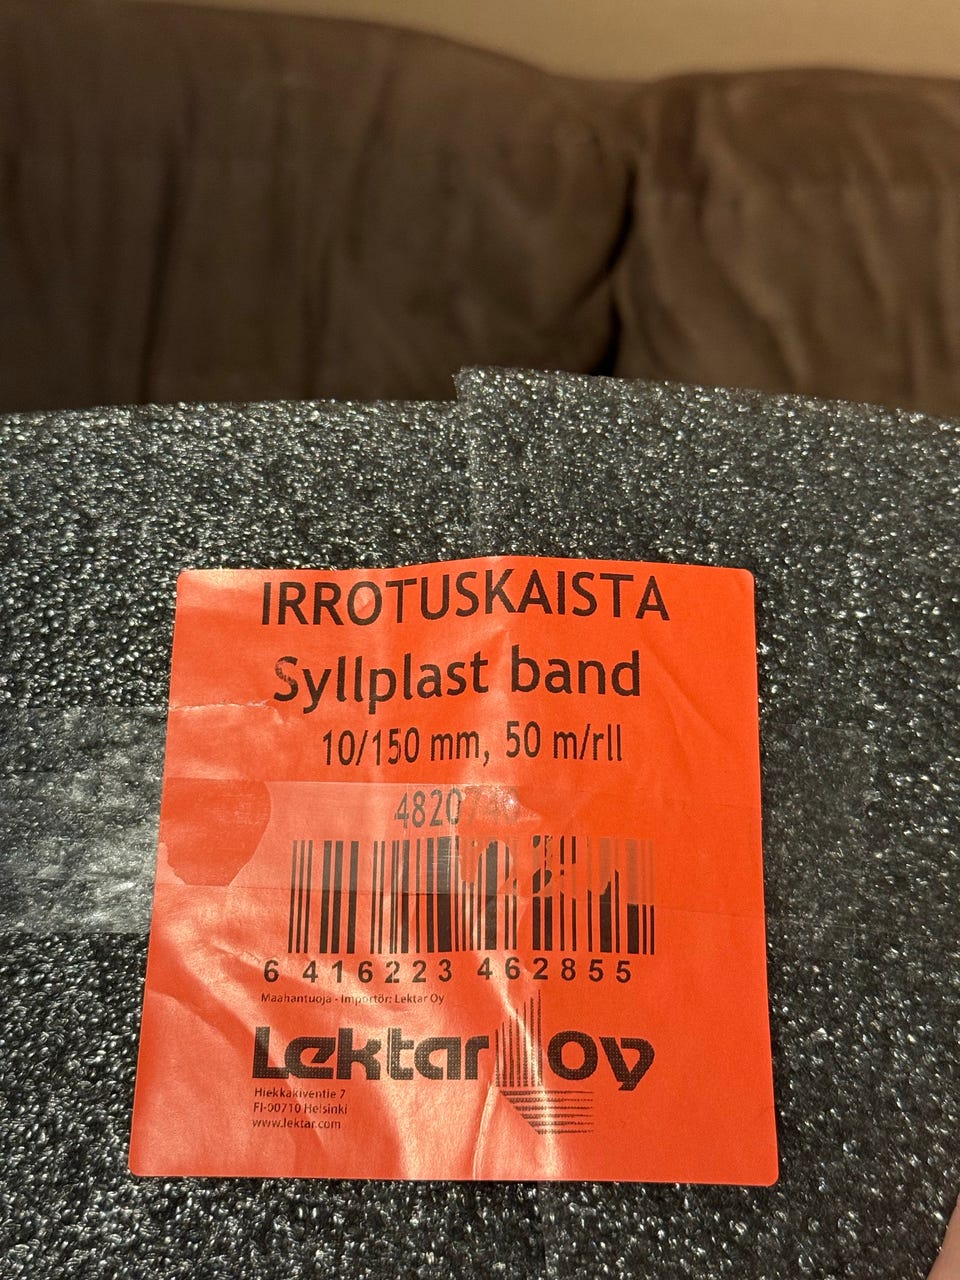 IRROTUSKAISTA
Syllplast band
10/150 mm, 50 m/rll
6 416223 462855
Maahantuoja - Importör: Lektar Oy
Lektar Oy
Hiekkakiventie 7
FI-00710 Helsinki
www.lektar.com